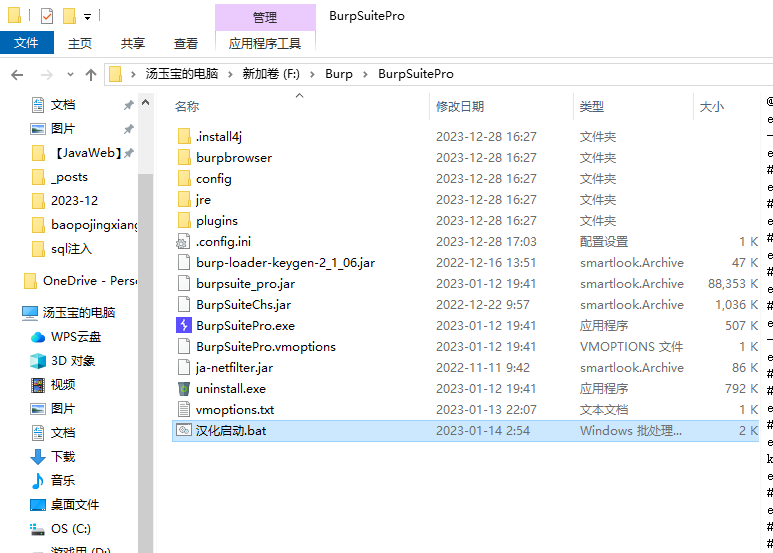 管理
BurpSuitePro
文件
主页
共享
查看
应用程序工具
汤玉宝的电脑 > 新加卷 (F:) > Burp > BurpSuitePro
文档
图片
【JavaWeb】
_posts
2023-12
baopojingxiang
sql注入
OneDrive - Perso
汤玉宝的电脑
WPS云盘
3D 对象
视频
图片
文档
下载
音乐
桌面文件
OS (C:)
游戏用 (D:)
名称 修改日期 类型 大小
.install4j 2023-12-28 16:27 文件夹
burpbrowser 2023-12-28 16:27 文件夹
config 2023-12-28 16:27 文件夹
jre 2023-12-28 16:27 文件夹
plugins 2023-12-28 16:27 文件夹
.config.ini 2023-12-28 17:03 配置设置 1 K
burp-loader-keygen-2_1_06.jar 2022-12-16 13:51 smartlook.Archive 47 K
burpsuite_pro.jar 2023-01-12 19:41 smartlook.Archive 88,353 K
BurpSuiteChs.jar 2022-12-22 9:57 smartlook.Archive 1,036 K
BurpSuitePro.exe 2023-01-12 19:41 应用程序 507 K
BurpSuitePro.vmoptions 2023-01-12 19:41 VMOPTIONS 文件 1 K
ja-netfilter.jar 2022-11-11 9:42 smartlook.Archive 86 K
uninstall.exe 2023-01-12 19:41 应用程序 792 K
vmoptions.txt 2023-01-13 22:07 文本文档 1 K
汉化启动.bat 2023-01-14 2:54 Windows 批处理... 2 K